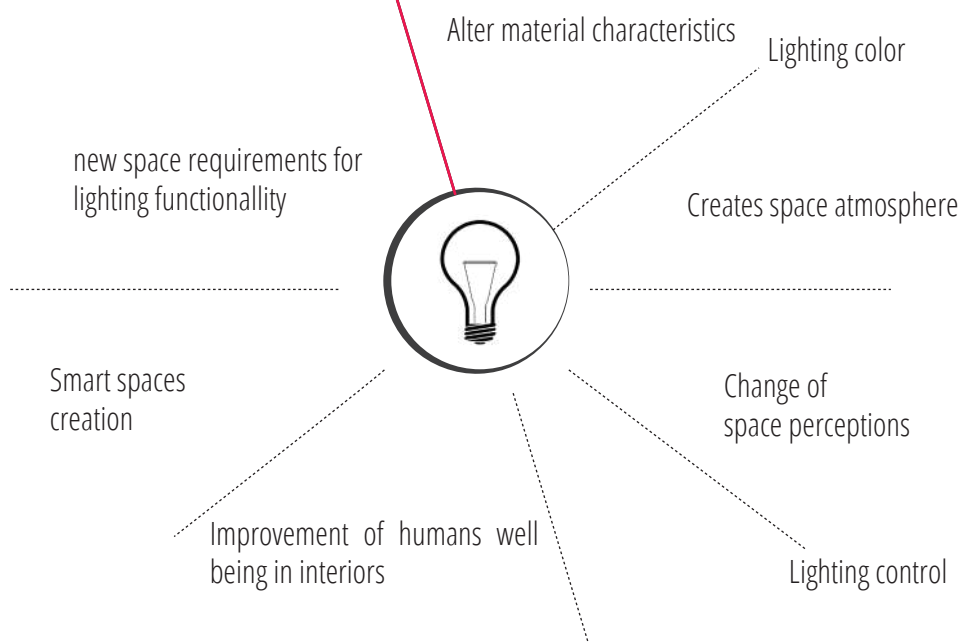 Alter material characteristics
Lighting color
new space requirements for
lighting functionallity
Creates space atmosphere
Smart spaces
creation
Change of
space perceptions
Improvement of humans well
being in interiors
Lighting control